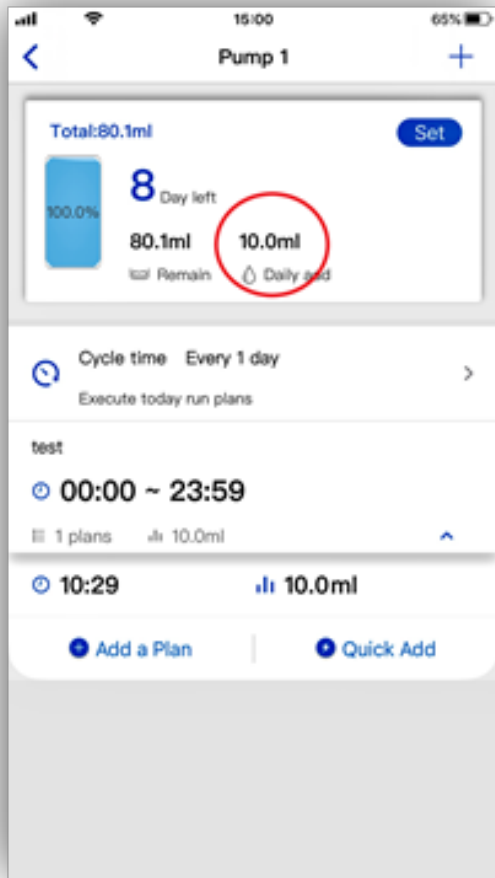 15:00 65%
Pump 1
Total:80.1ml Set
100.0%
8 Day left
80.1ml 10.0ml
Remain Daily add
Cycle time Every 1 day
Execute today run plans
test
00:00 ~ 23:59
1 plans 10.0ml
10:29 10.0ml
Add a Plan Quick Add